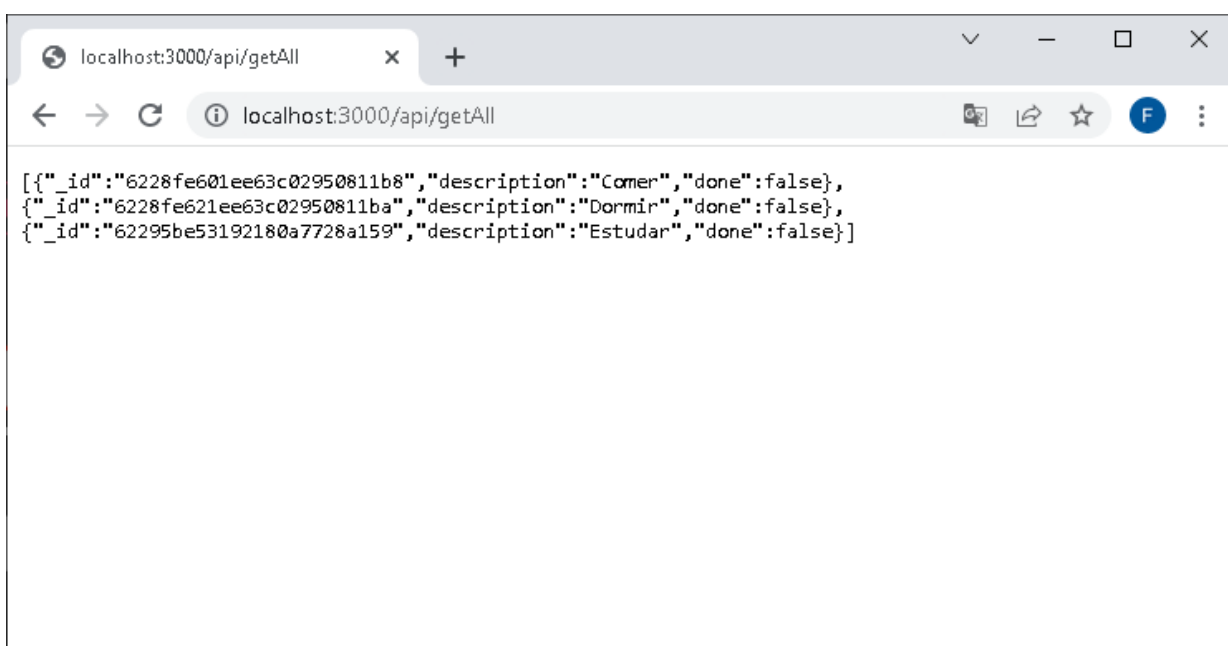 localhost:3000/api/getAll
localhost:3000/api/getAll
F
[{"_id":"6228fe601ee63c02950811b8","description":"Comer","done":false},
{"_id":"6228fe621ee63c02950811ba","description":"Dormir","done":false},
{"_id":"62295be53192180a7728a159","description":"Estudar","done":false}]